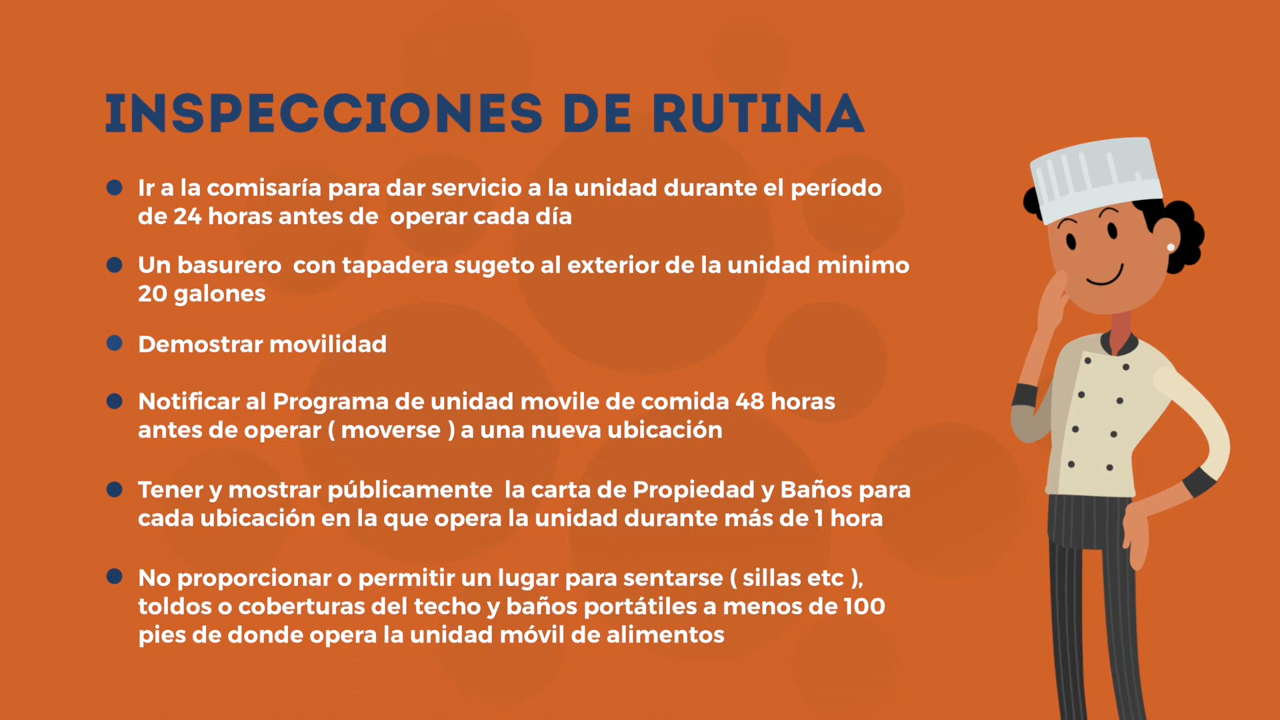 INSPECCIONES DE RUTINA
Ir a la comisaría para dar servicio a la unidad durante el período
de 24 horas antes de operar cada día
Un basurero con tapadera sugeto al exterior de la unidad minimo
20 galones
Demostrar movilidad
Notificar al Programa de unidad movile de comida 48 horas
antes de operar ( moverse ) a una nueva ubicación
Tener y mostrar públicamente la carta de Propiedad y Baños para
cada ubicación en la que opera la unidad durante más de 1 hora
No proporcionar o permitir un lugar para sentarse ( sillas etc ),
toldos o coberturas del techo y baños portátiles a menos de 100
pies de donde opera la unidad móvil de alimentos